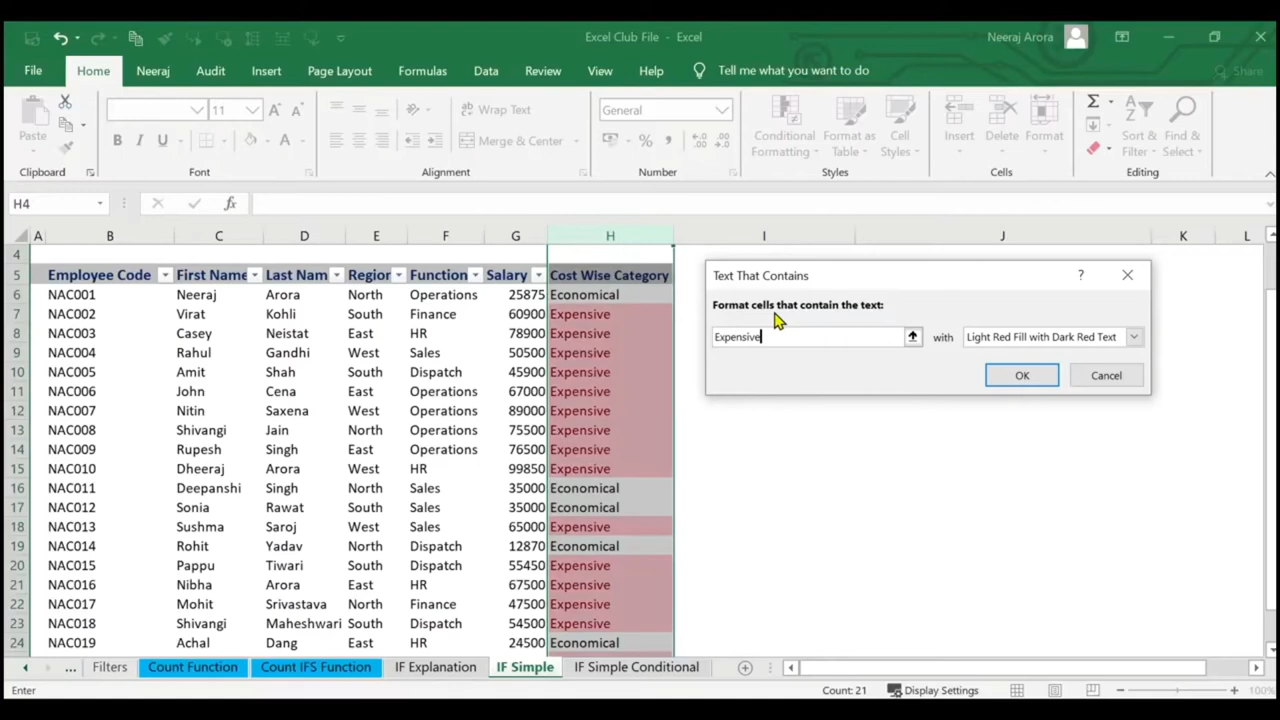 Excel Club File - Excel
Neeraj Arora
File Home Neeraj Audit Insert Page Layout Formulas Data Review View Help Tell me what you want to do Share
Paste
11
B I U
A A
Wrap Text
Merge & Center
General
% ,
Conditional Formatting
Format as Table
Cell Styles
Insert Delete Format
Sort & Filter
Find & Select
Clipboard Font Alignment Number Styles Cells Editing
H4 fx
A B C D E F G H I J K L
4
5 Employee Code First Name Last Nam Region Function Salary Cost Wise Category
6 NAC001 Neeraj Arora North Operations 25875 Economical
7 NAC002 Virat Kohli South Finance 60900 Expensive
8 NAC003 Casey Neistat East HR 78900 Expensive
9 NAC004 Rahul Gandhi West Sales 50500 Expensive
10 NAC005 Amit Shah South Dispatch 45900 Expensive
11 NAC006 John Cena East Operations 67500 Expensive
12 NAC007 Nitin Saxena West Operations 89000 Expensive
13 NAC008 Shivangi Jain North Operations 75500 Expensive
14 NAC009 Rupesh Singh East Operations 76500 Expensive
15 NAC010 Dheeraj Arora West HR 99850 Expensive
16 NAC011 Deepanshi Singh North Sales 35000 Economical
17 NAC012 Sonia Rawat South Sales 35000 Economical
18 NAC013 Sushma Saroj West Sales 65000 Expensive
19 NAC014 Rohit Yadav North Dispatch 12870 Economical
20 NAC015 Pappu Tiwari South Dispatch 55450 Expensive
21 NAC016 Nibha Arora East HR 67500 Expensive
22 NAC017 Mohit Srivastava North Finance 47500 Expensive
23 NAC018 Shivangi Maheshwari South Dispatch 54500 Expensive
24 NAC019 Achal Dang East HR 24500 Economical
Text That Contains ?
Format cells that contain the text:
Expensive with Light Red Fill with Dark Red Text
OK Cancel
... Filters Count Function Count IFS Function IF Explanation IF Simple IF Simple Conditional
Enter Count: 21 Display Settings 100%